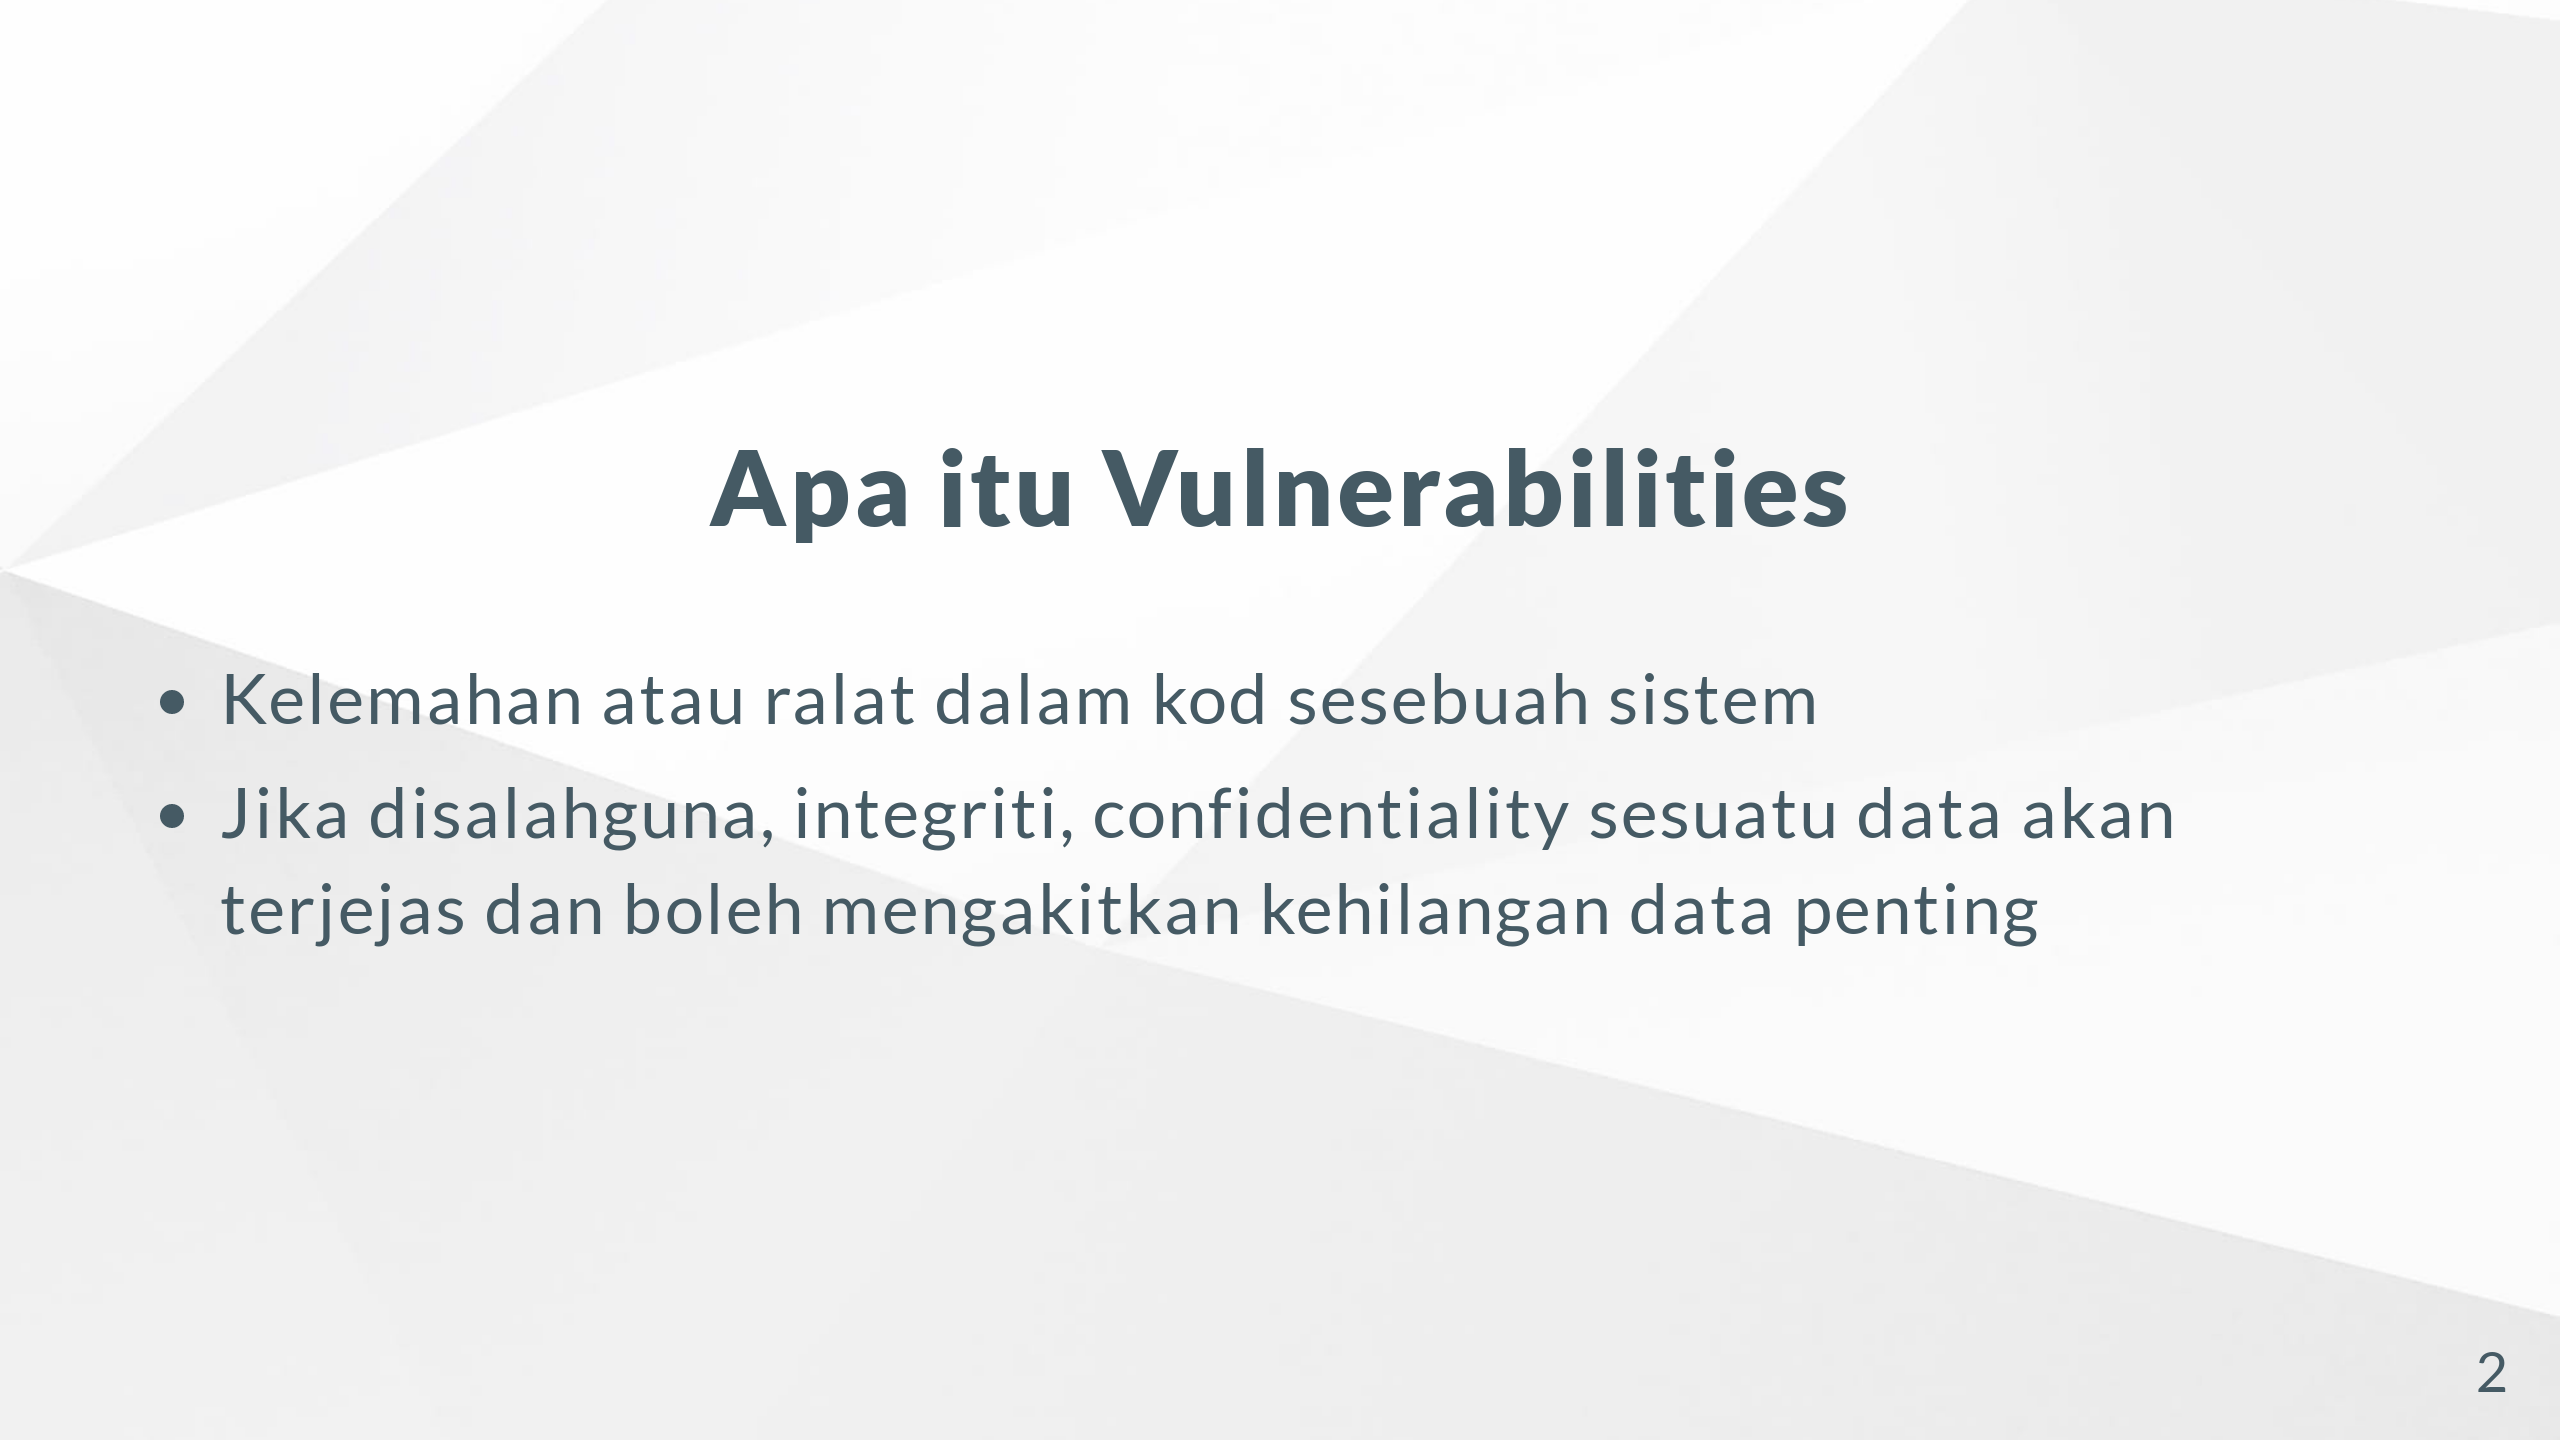 Apa itu Vulnerabilities
• Kelemahan atau ralat dalam kod sesebuah sistem
• Jika disalahguna, integriti, confidentiality sesuatu data akan
terjejas dan boleh mengakitkan kehilangan data penting
2